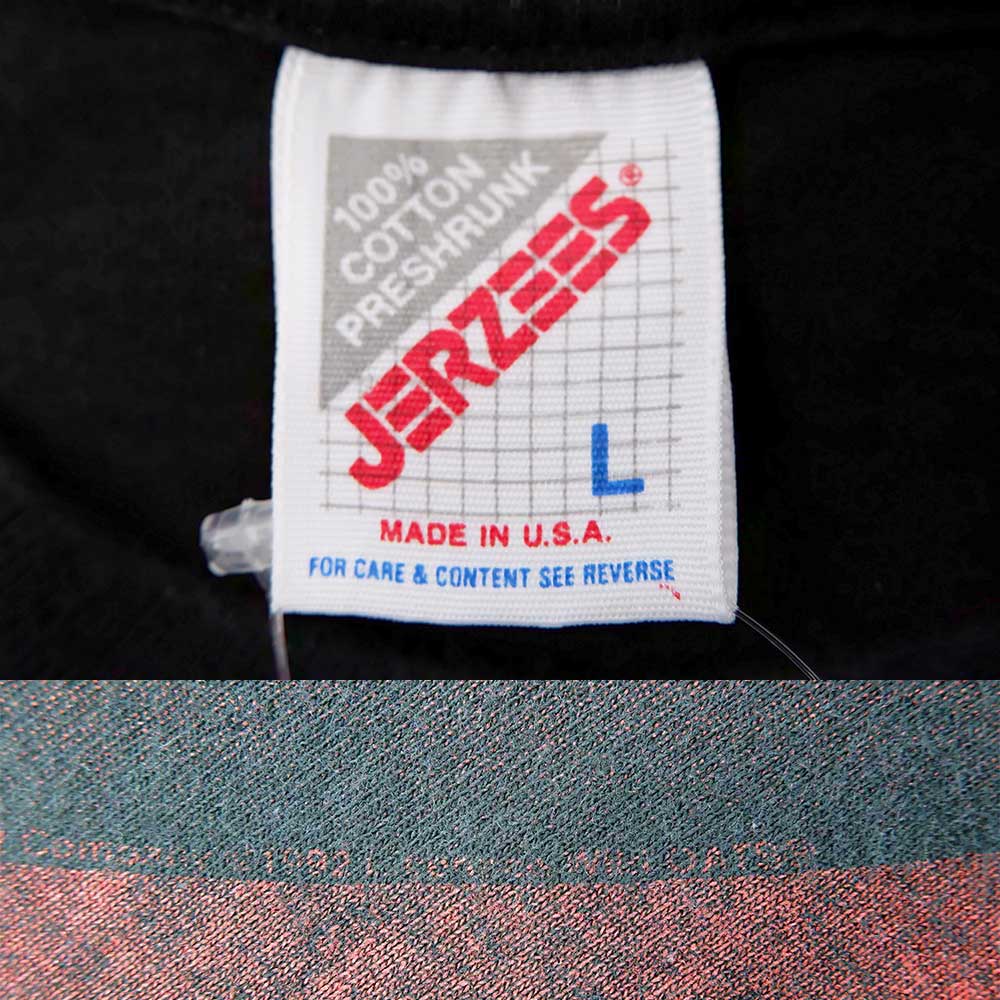 100%
COTTON
PRESHRUNK
JERZEES®
L
MADE IN U.S.A.
FOR CARE & CONTENT SEE REVERSE